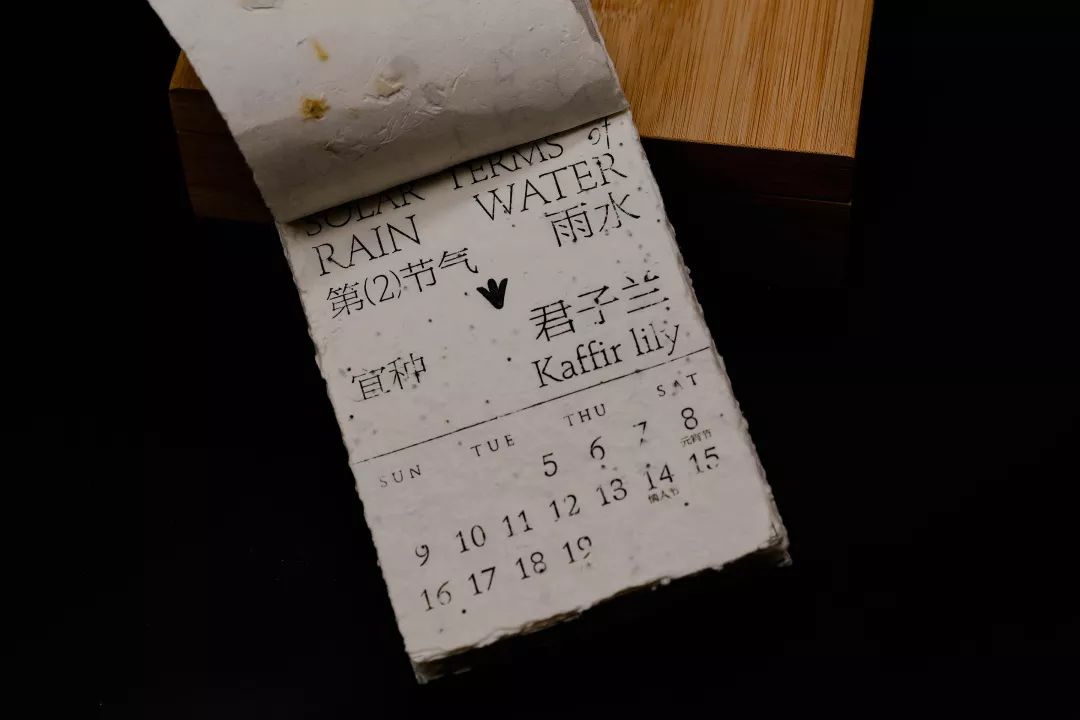 SOLAR TERMS of
RAIN WATER
第(2)节气 雨水
君子兰
宜种 Kaffir lily
SUN TUE THU SAT
5 6 7 8
元宵节
9 10 11 12 13 14 15
情人节
16 17 18 19